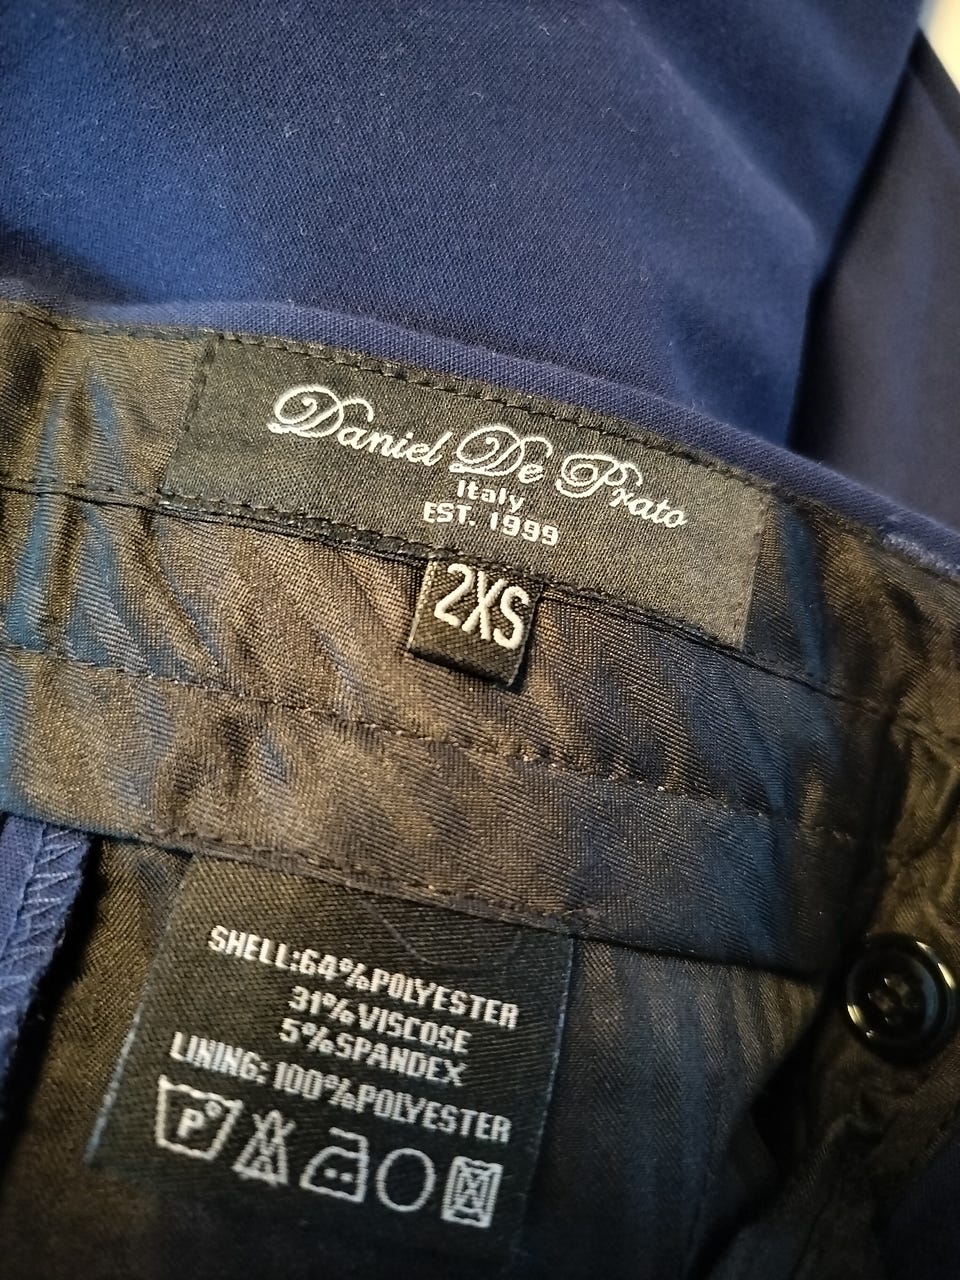 Daniel De Prato
Italy
EST. 1999
2XS
SHELL:64%POLYESTER
31%VISCOSE
5%SPANDEX
LINING: 100%POLYESTER
P